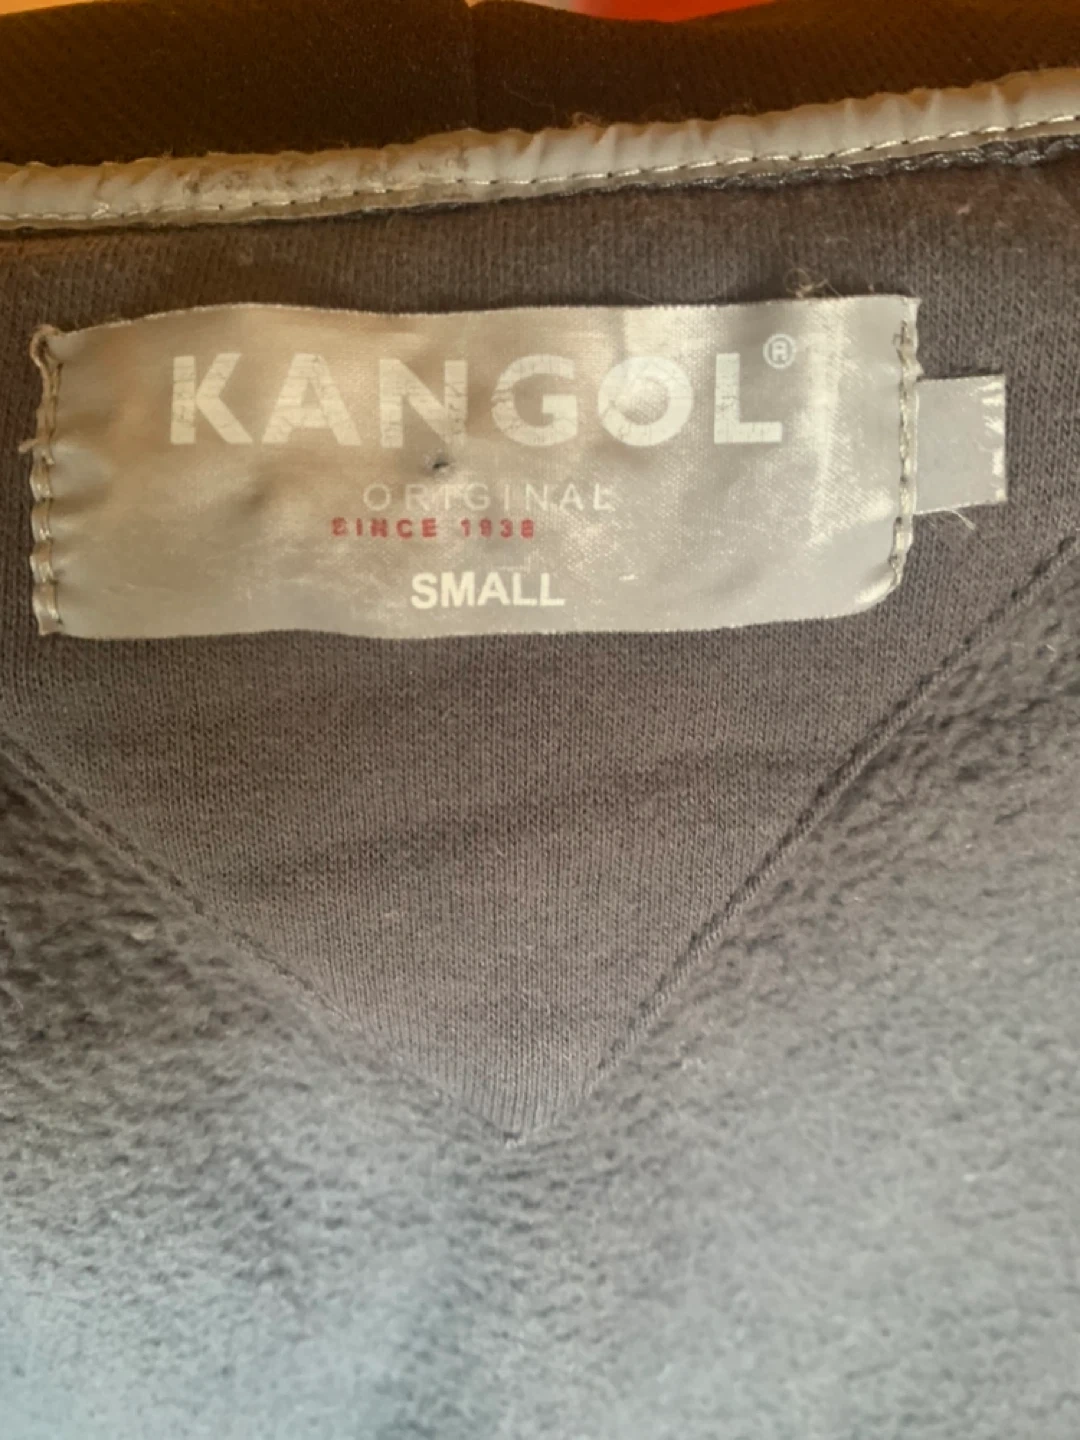 KANGOL®
ORIGINAL
SINCE 1938
SMALL